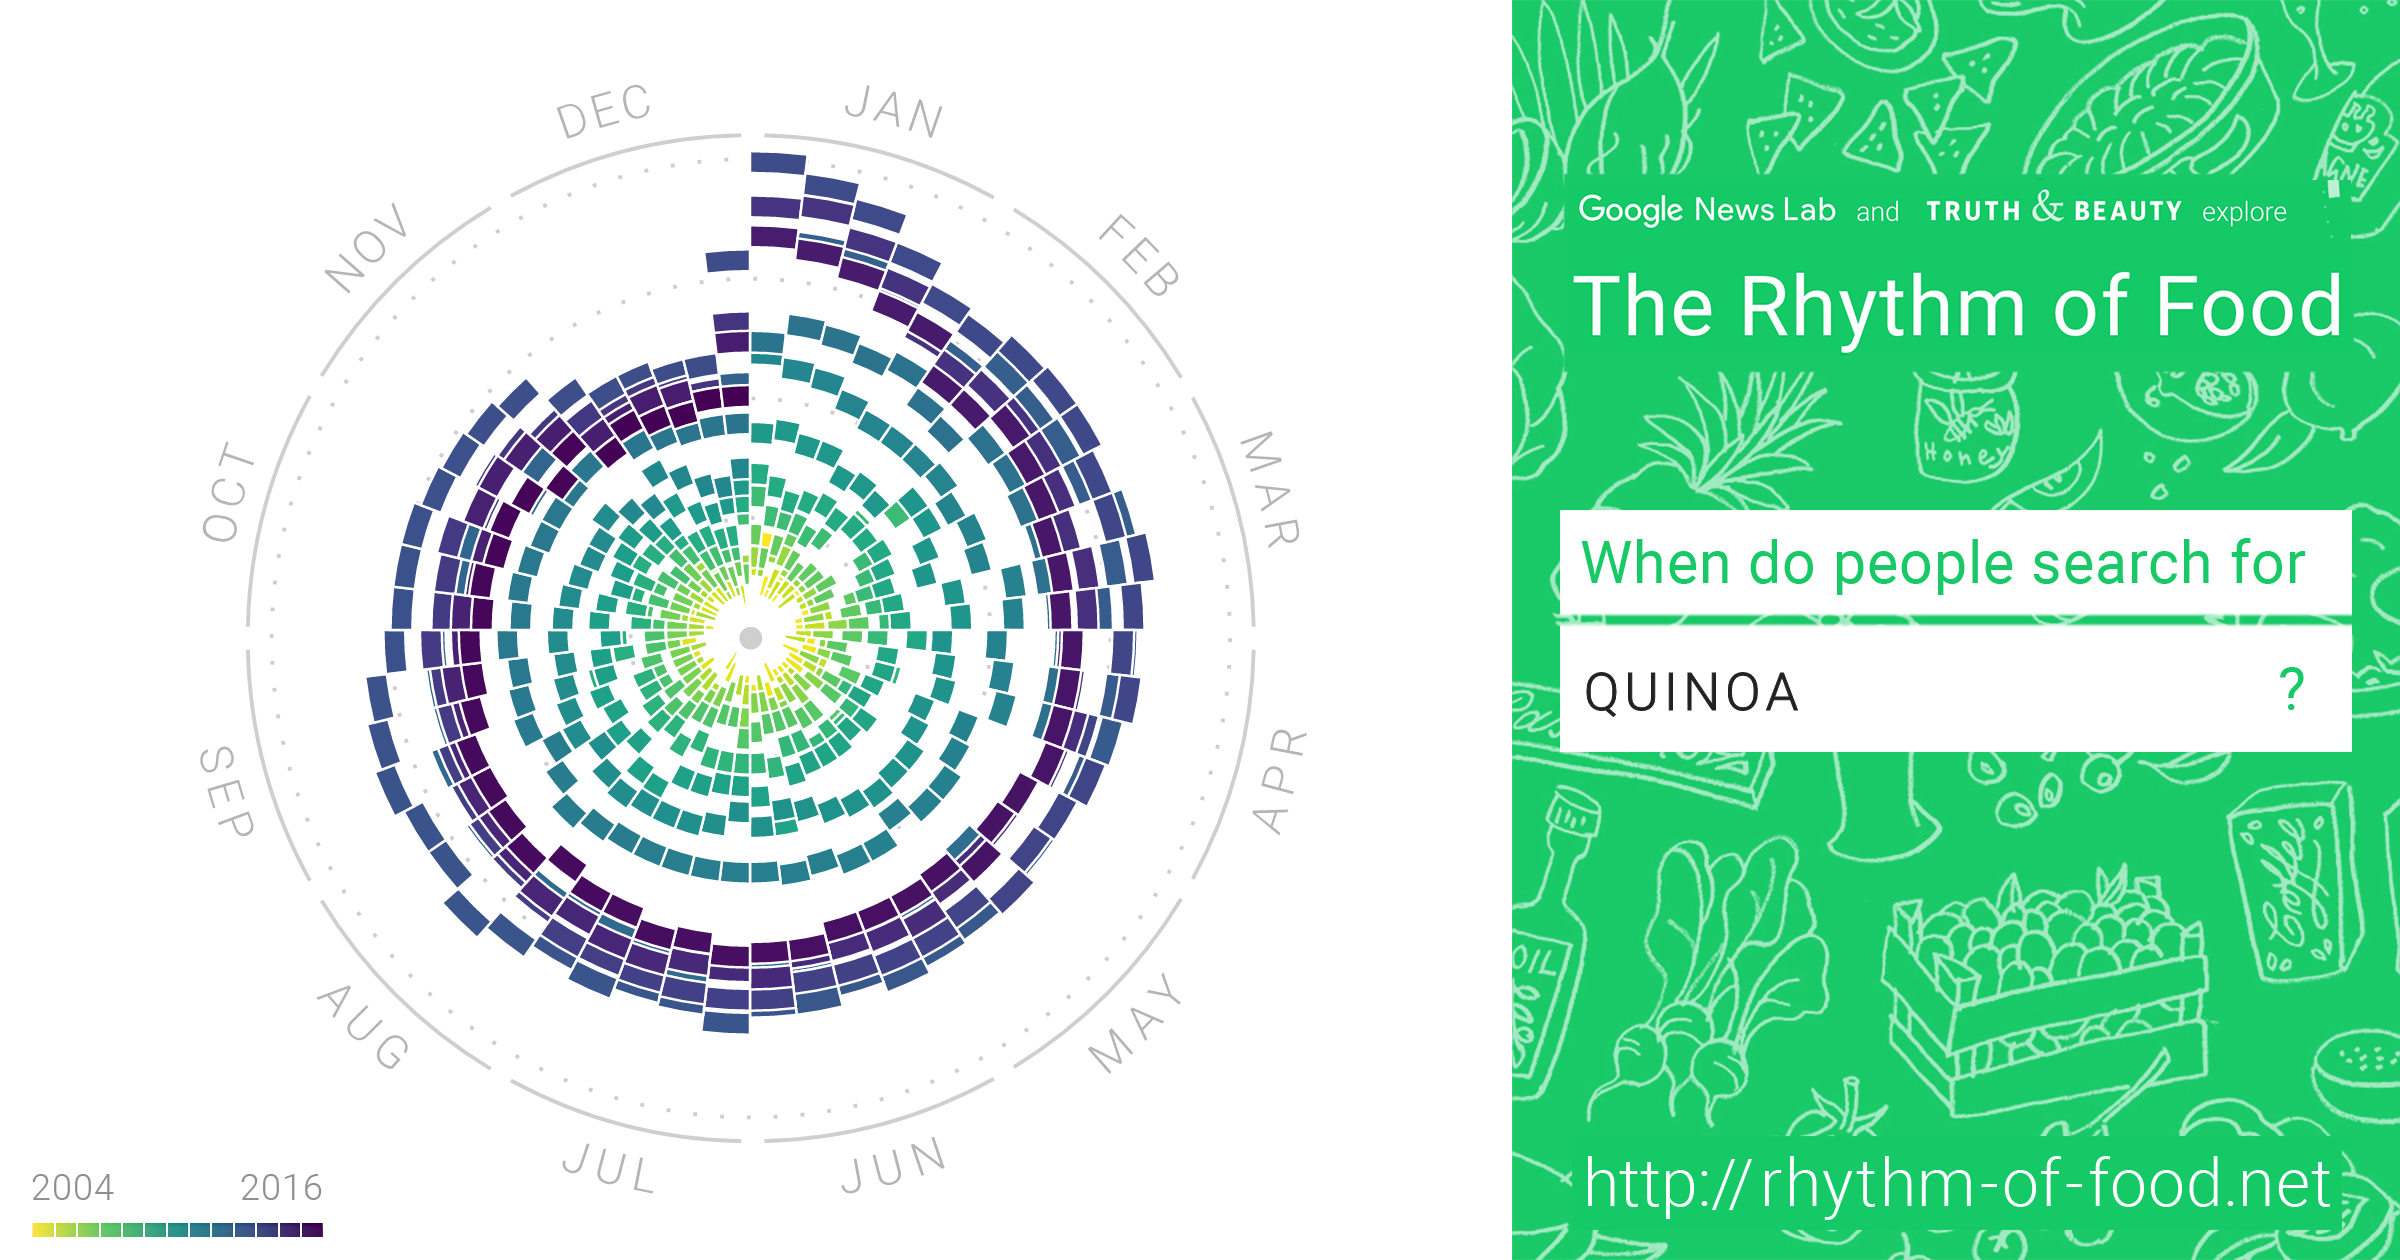 JAN
FEB
MAR
APR
MAY
JUN
JUL
AUG
SEP
OCT
NOV
DEC
2004 2016
Google News Lab and TRUTH & BEAUTY explore
The Rhythm of Food
Honey
When do people search for
QUINOA ?
OIL
Coffee
http://rhythm-of-food.net